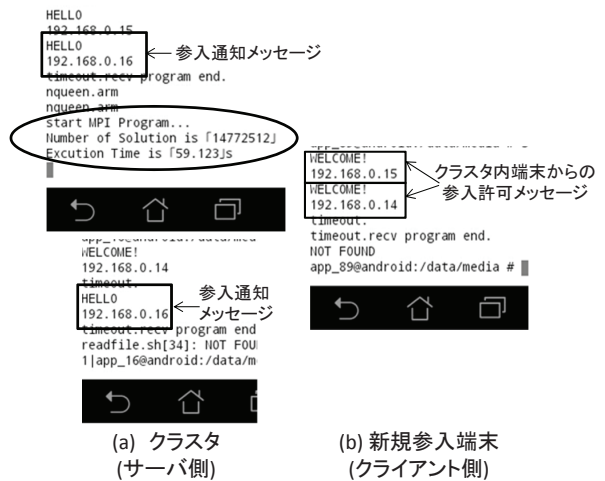 HELLO
192.168.0.15
HELLO
192.168.0.16
参入通知メッセージ
timeout.recv program end.
nqueen.arm
nqueen.arm
start MPI Program...
Number of Solution is「14772512」
Excution Time is「59.123」s
WELCOME!
192.168.0.14
timeout.
HELLO
192.168.0.16
参入通知
メッセージ
timeout.recv program end
readfile.sh[34]: NOT FOU
1|app_16@android:/data/m
(a) クラスタ
(サーバ側)
WELCOME!
192.168.0.15
WELCOME!
192.168.0.14
クラスタ内端末からの
参入許可メッセージ
timeout.
timeout.recv program end.
NOT FOUND
app_89@android:/data/media #
(b) 新規参入端末
(クライアント側)